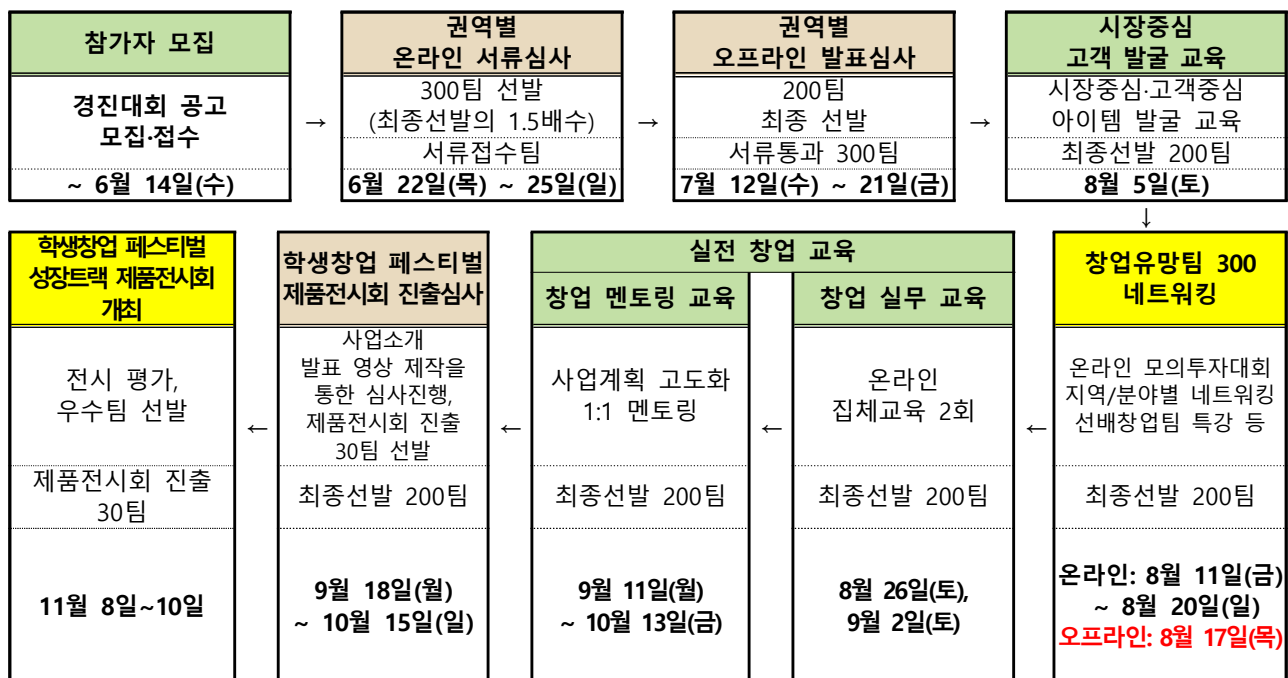 참가자 모집
경진대회 공고
모집·접수
~ 6월 14일(수)
→
권역별
온라인 서류심사
300팀 선발
(최종선발의 1.5배수)
서류접수팀
6월 22일(목) ~ 25일(일)
→
권역별
오프라인 발표심사
200팀
최종 선발
서류통과 300팀
7월 12일(수) ~ 21일(금)
→
시장중심
고객 발굴 교육
시장중심·고객중심
아이템 발굴 교육
최종선발 200팀
8월 5일(토)
↓
학생창업 페스티벌
성장트랙 제품전시회
개최
전시 평가,
우수팀 선발
제품전시회 진출
30팀
11월 8일~10일
←
학생창업 페스티벌
제품전시회 진출심사
사업소개
발표 영상 제작을
통한 심사진행,
제품전시회 진출
30팀 선발
최종선발 200팀
9월 18일(월)
~ 10월 15일(일)
←
실전 창업 교육
창업 멘토링 교육
사업계획 고도화
1:1 멘토링
최종선발 200팀
9월 11일(월)
~ 10월 13일(금)
←
창업 실무 교육
온라인
집체교육 2회
최종선발 200팀
8월 26일(토),
9월 2일(토)
←
창업유망팀 300
네트워킹
온라인 모의투자대회
지역/분야별 네트워킹
선배창업팀 특강 등
최종선발 200팀
온라인: 8월 11일(금)
~ 8월 20일(일)
오프라인: 8월 17일(목)